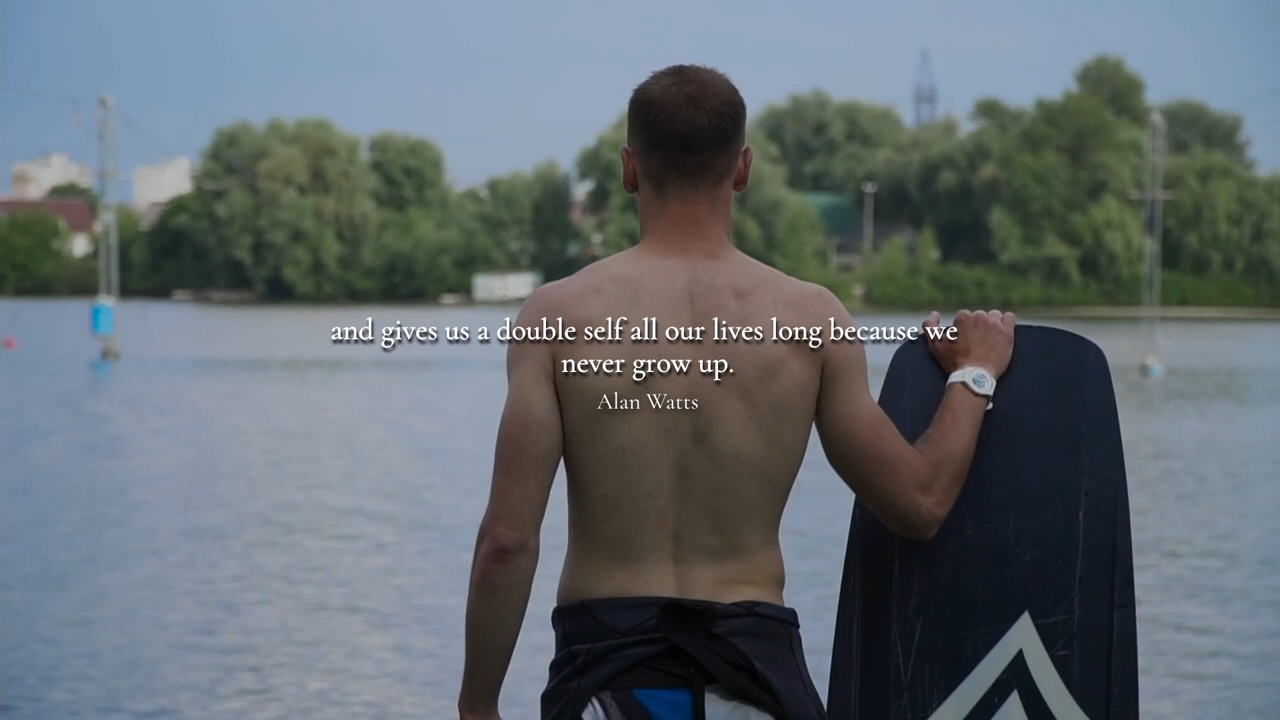 and gives us a double self all our lives long because we
never grow up.
Alan Watts